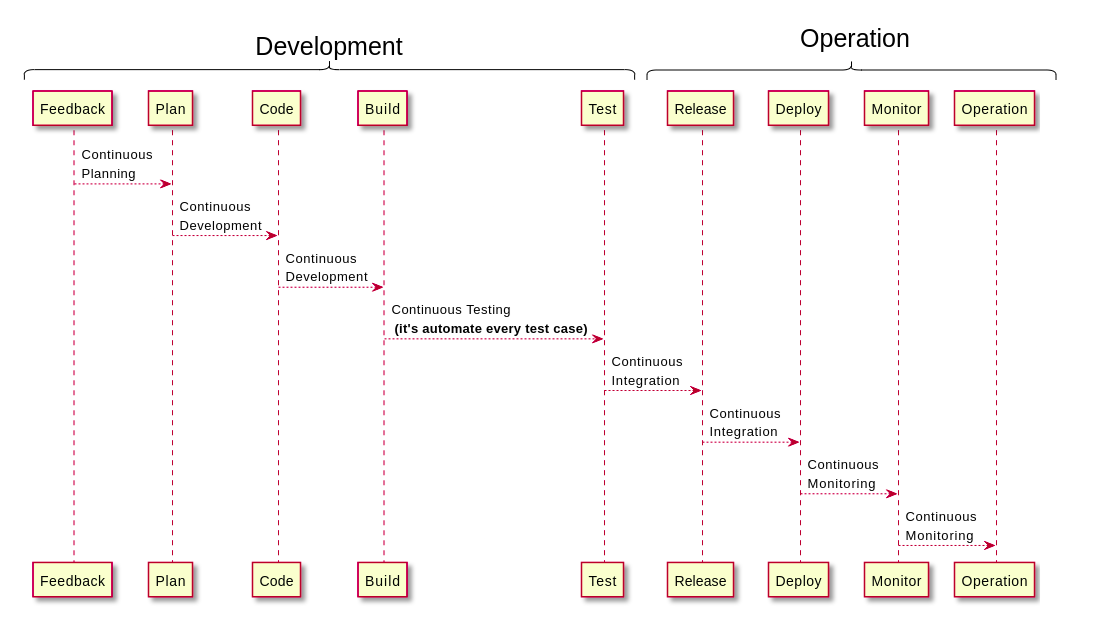 Development
Operation
Feedback
Plan
Code
Build
Test
Release
Deploy
Monitor
Operation
Continuous
Planning
Continuous
Development
Continuous
Development
Continuous Testing
(it's automate every test case)
Continuous
Integration
Continuous
Integration
Continuous
Monitoring
Continuous
Monitoring
Feedback
Plan
Code
Build
Test
Release
Deploy
Monitor
Operation